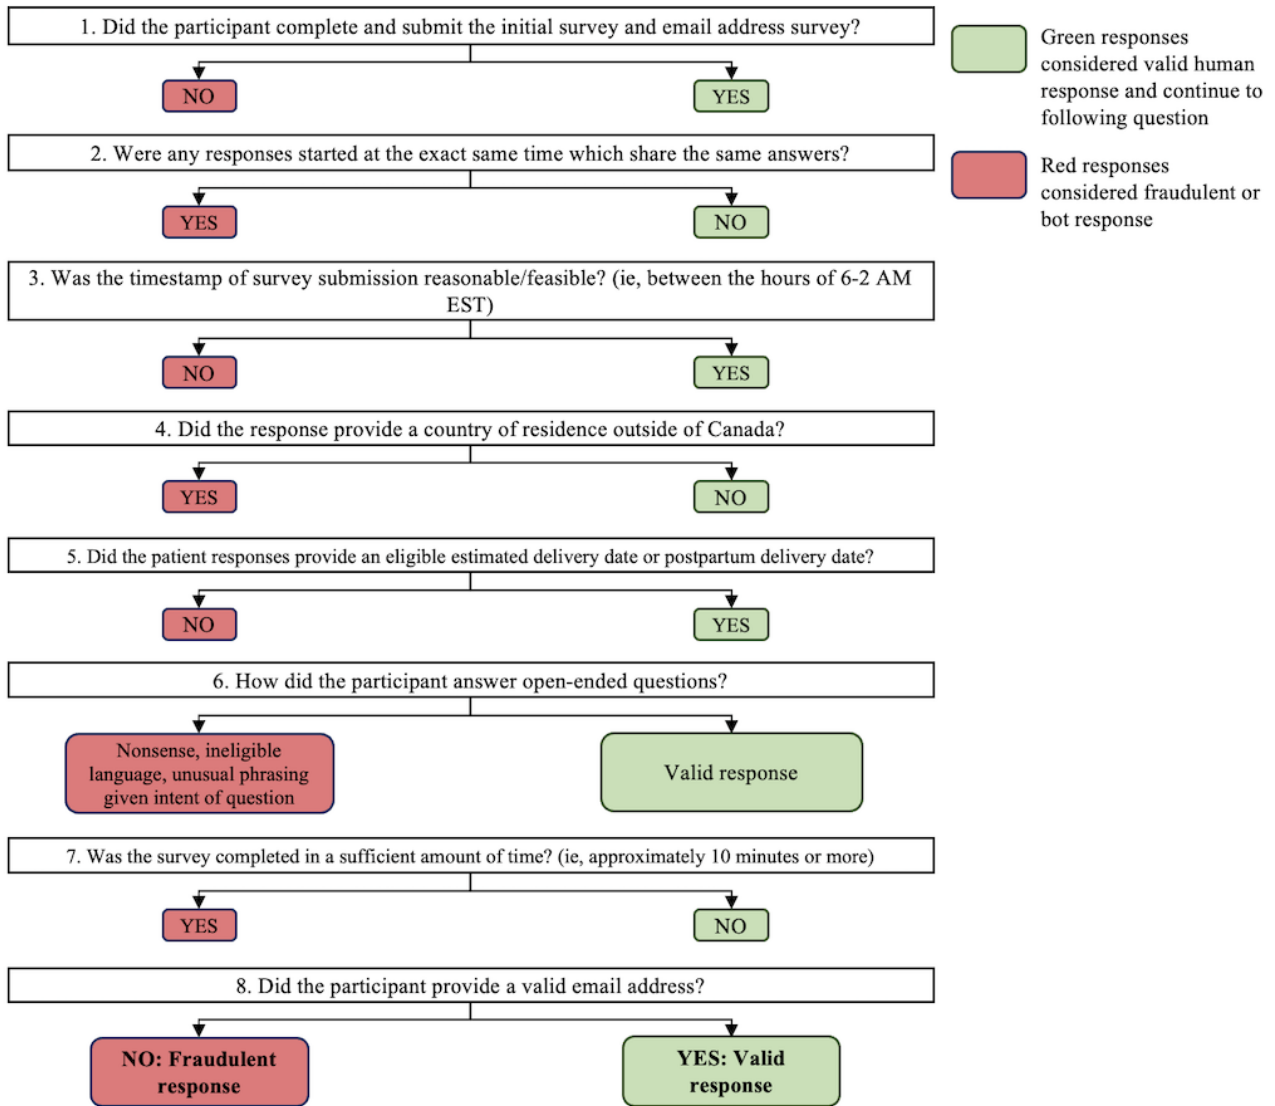 1. Did the participant complete and submit the initial survey and email address survey?
NO
YES
2. Were any responses started at the exact same time which share the same answers?
YES
NO
3. Was the timestamp of survey submission reasonable/feasible? (ie, between the hours of 6-2 AM
EST)
NO
YES
4. Did the response provide a country of residence outside of Canada?
YES
NO
5. Did the patient responses provide an eligible estimated delivery date or postpartum delivery date?
NO
YES
6. How did the participant answer open-ended questions?
Nonsense, ineligible
language, unusual phrasing
given intent of question
Valid response
7. Was the survey completed in a sufficient amount of time? (ie, approximately 10 minutes or more)
YES
NO
8. Did the participant provide a valid email address?
NO: Fraudulent
response
YES: Valid
response
Green responses
considered valid human
response and continue to
following question
Red responses
considered fraudulent or
bot response